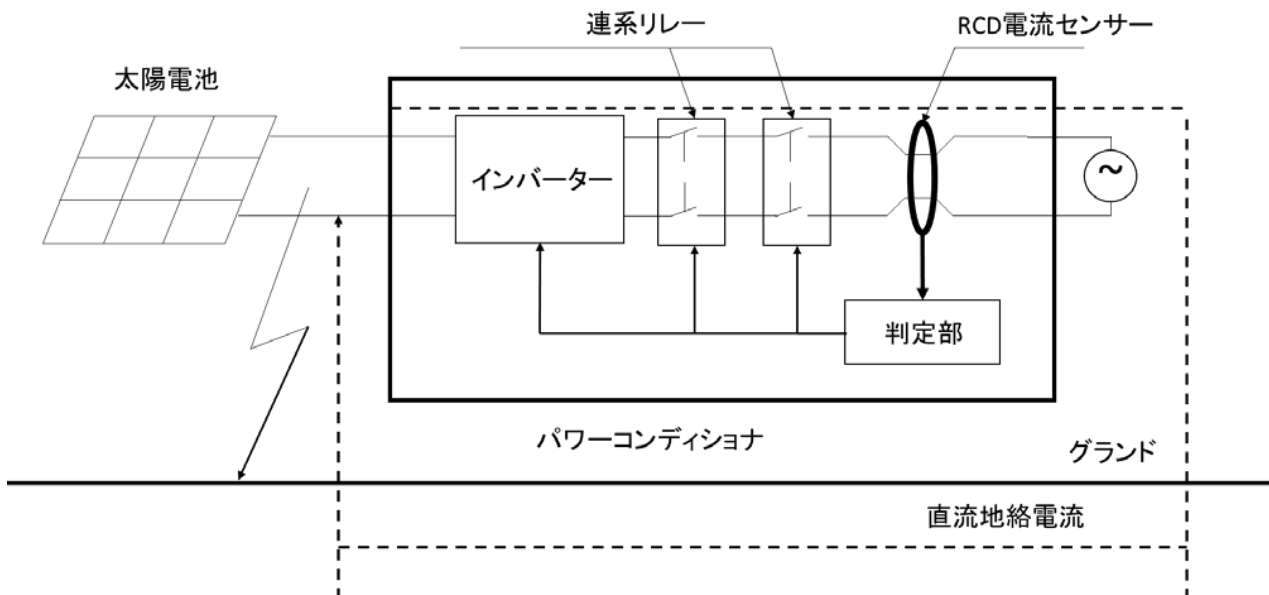 連系リレー
RCD電流センサー
太陽電池
インバーター
~
判定部
パワーコンディショナ
グランド
直流地絡電流